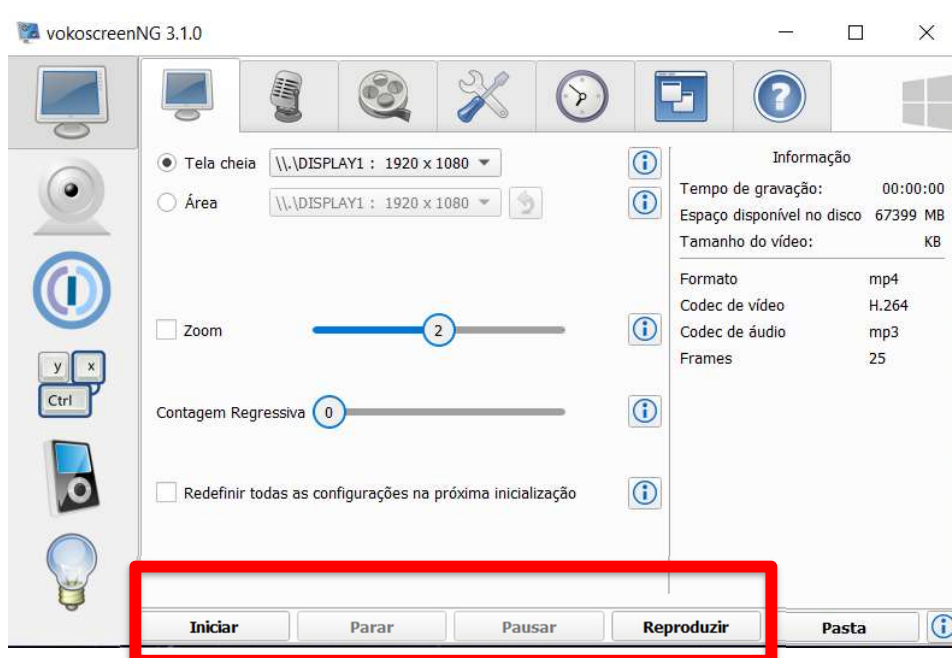 vokoscreenNG 3.1.0
Tela cheia \\.\DISPLAY1 : 1920 x 1080
Área \\.\DISPLAY1 : 1920 x 1080
Zoom 2
Contagem Regressiva 0
Redefinir todas as configurações na próxima inicialização
Informação
Tempo de gravação: 00:00:00
Espaço disponível no disco 67399 MB
Tamanho do vídeo: KB
Formato mp4
Codec de vídeo H.264
Codec de áudio mp3
Frames 25
y x
Ctrl
Iniciar Parar Pausar Reproduzir Pasta